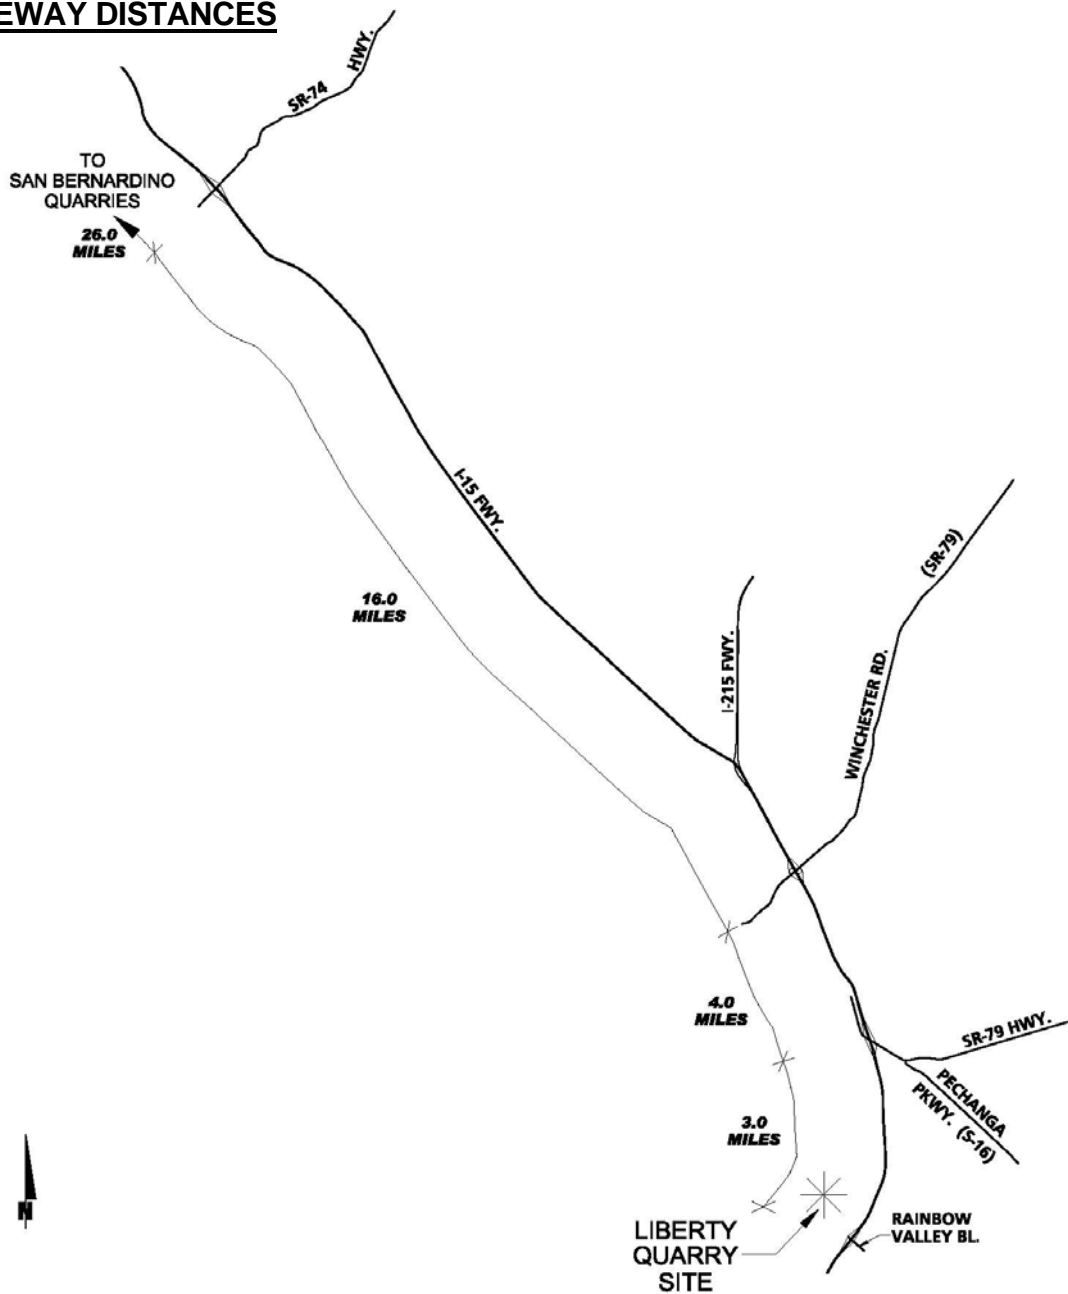 EWAY DISTANCES
SR-74
HWY.
TO
SAN BERNARDINO
QUARRIES
26.0
MILES
I-15 FWY.
16.0
MILES
(SR-79)
I-215 FWY.
WINCHESTER RD.
4.0
MILES
SR-79 HWY.
PECHANGA
PKWY. (S-16)
3.0
MILES
N
LIBERTY
QUARRY
SITE
RAINBOW
VALLEY BL.